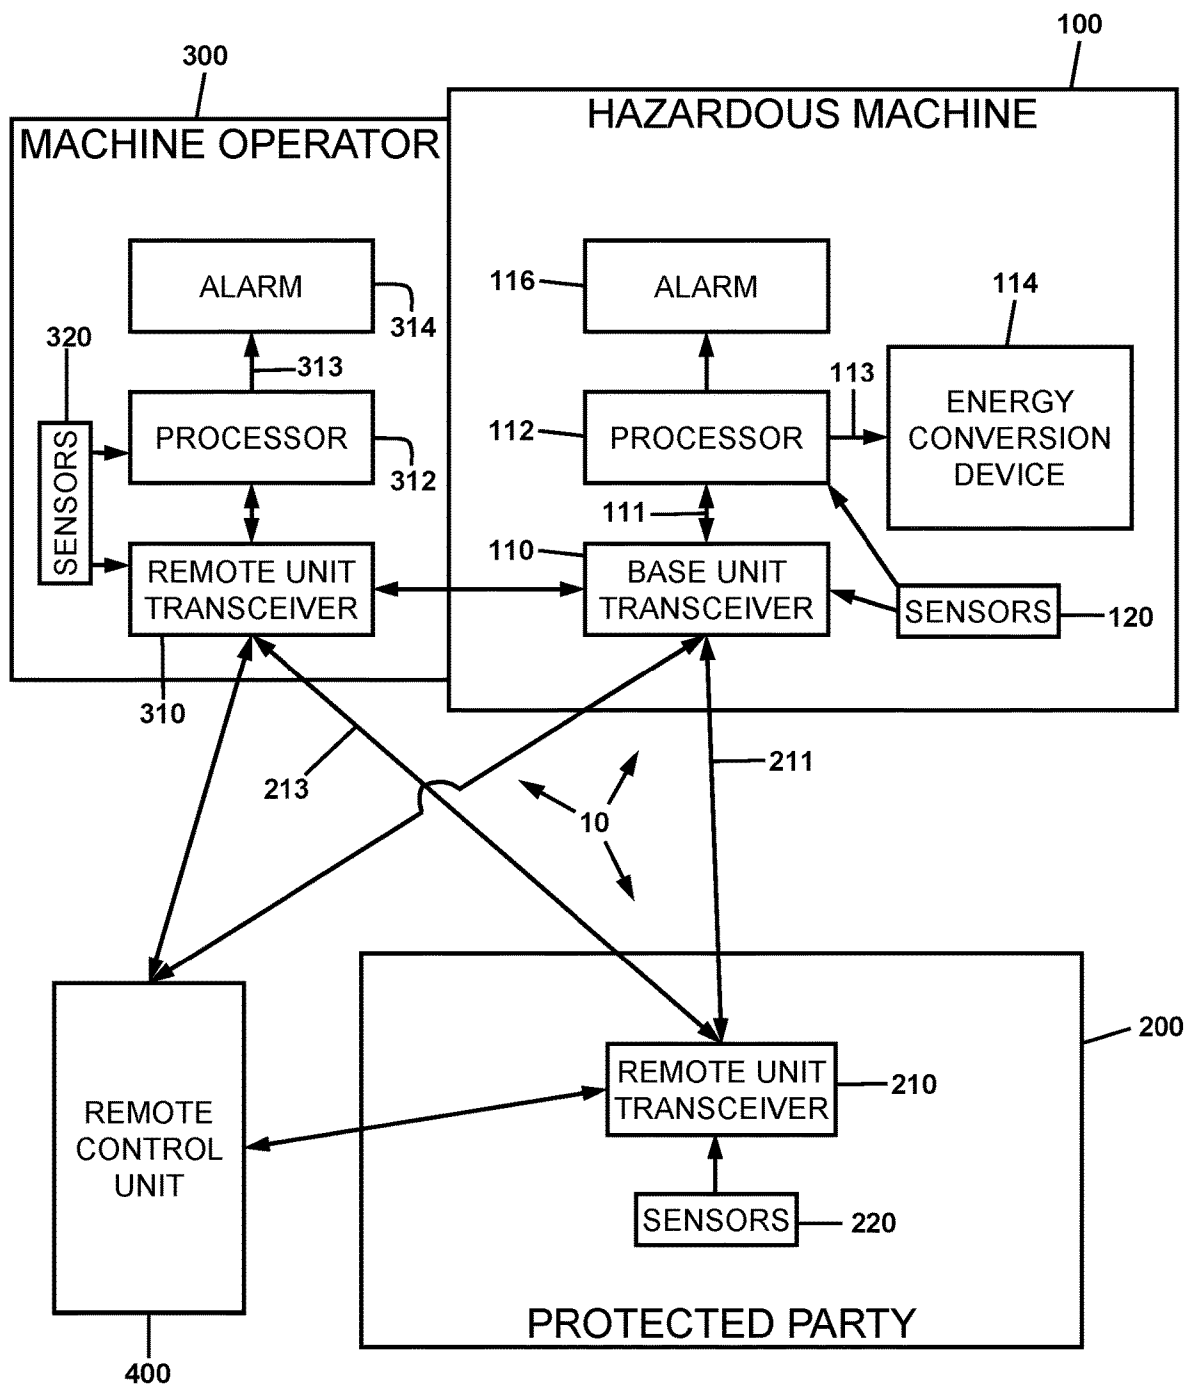 100
300
HAZARDOUS MACHINE
MACHINE OPERATOR
ALARM
314
116
ALARM
114
320
313
113
SENSORS
PROCESSOR
312
112
PROCESSOR
ENERGY
CONVERSION
DEVICE
111
110
REMOTE UNIT
TRANSCEIVER
BASE UNIT
TRANSCEIVER
SENSORS
120
310
213
211
10
200
REMOTE UNIT
TRANSCEIVER
210
REMOTE
CONTROL
UNIT
SENSORS
220
PROTECTED PARTY
400